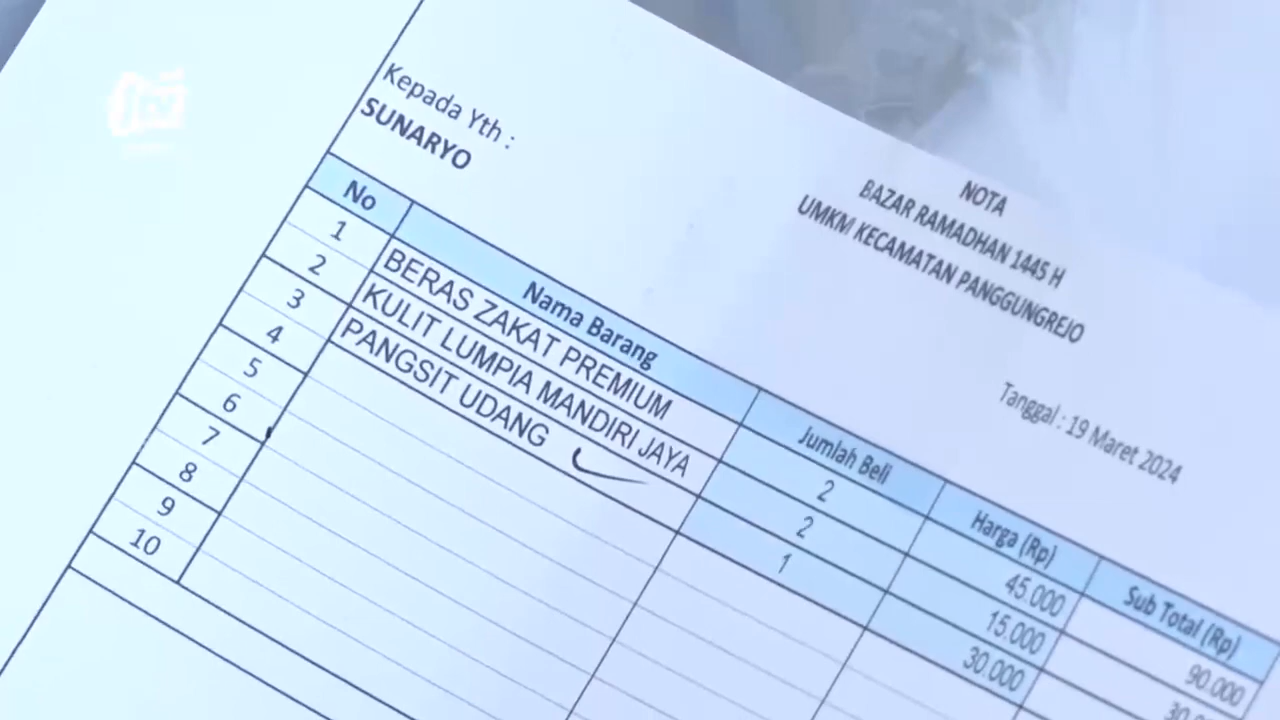 jtv
Kepada Yth :
SUNARYO
NOTA
BAZAR RAMADHAN 1445 H
UMKM KECAMATAN PANGGUNGREJO
Tanggal : 19 Maret 2024
No Nama Barang Jumlah Beli Harga (Rp) Sub Total (Rp)
1 BERAS ZAKAT PREMIUM 2 45.000 90.000
2 KULIT LUMPIA MANDIRI JAYA 2 15.000
3 PANGSIT UDANG 1 30.000
4
5
6
7
8
9
10